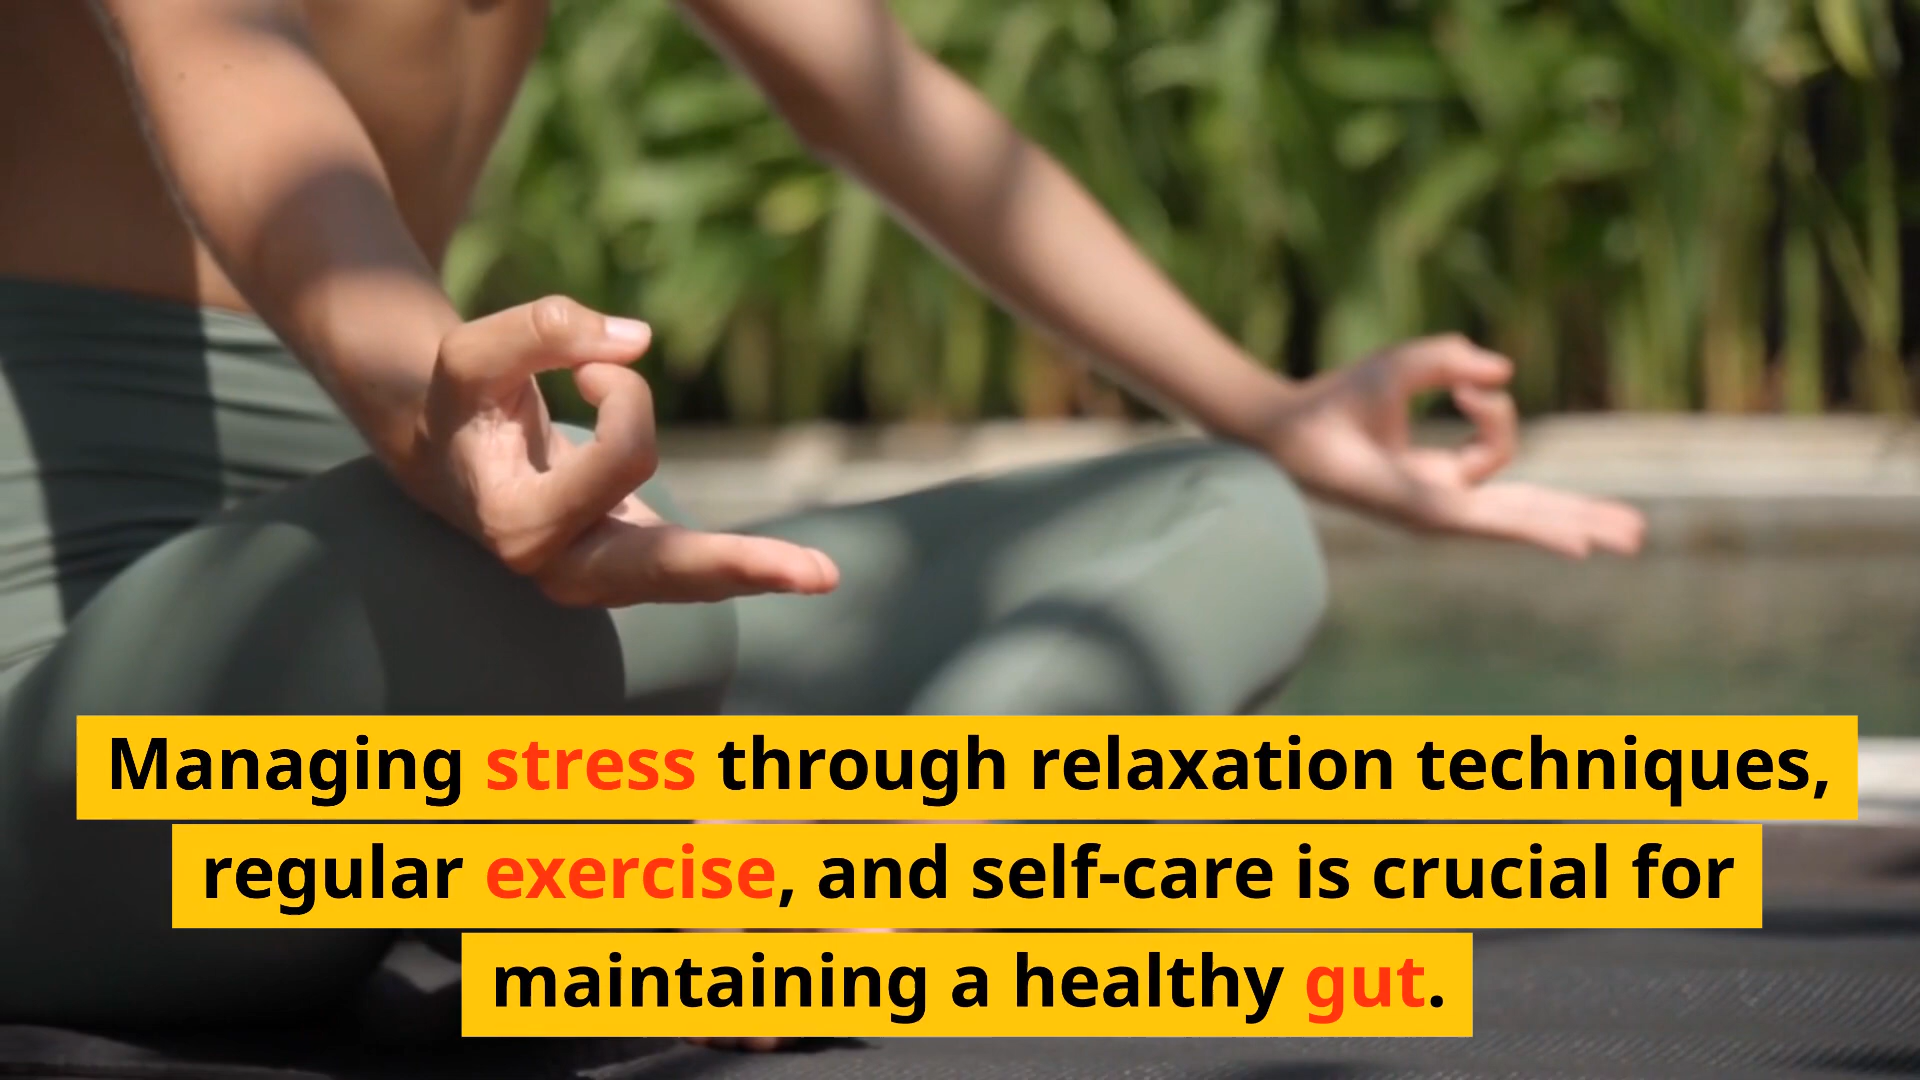 Managing stress through relaxation techniques,
regular exercise, and self-care is crucial for
maintaining a healthy gut.